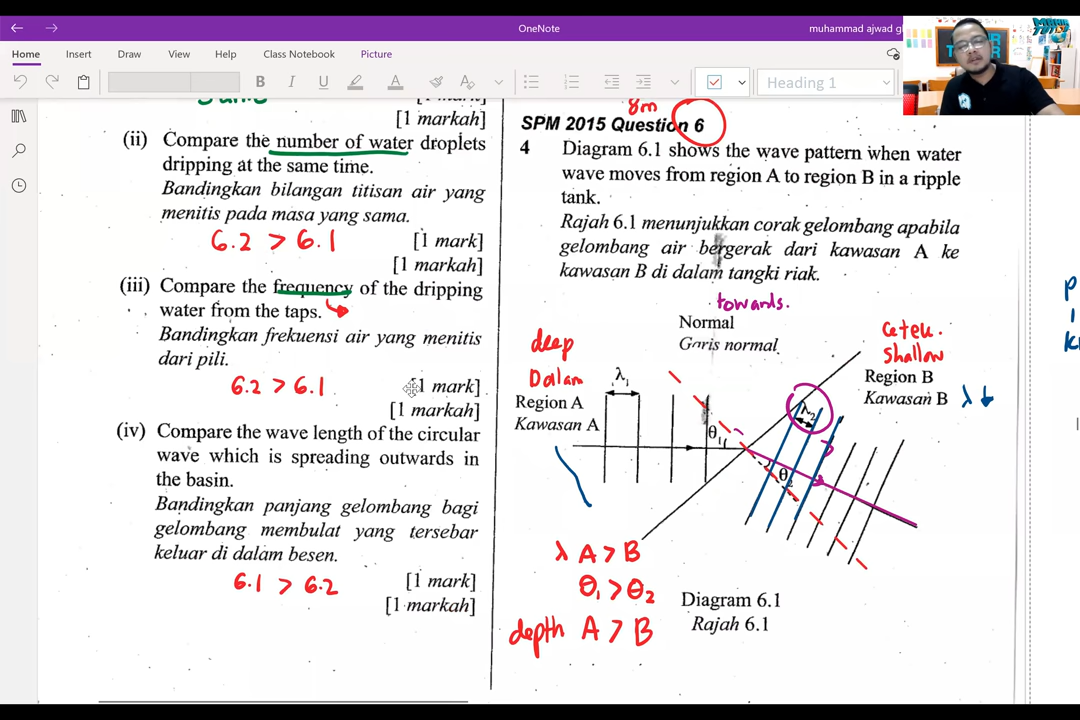 OneNote
muhammad ajwad g
Home Insert Draw View Help Class Notebook Picture
Heading 1
[1 markah]
(ii) Compare the number of water droplets
dripping at the same time.
Bandingkan bilangan titisan air yang
menitis pada masa yang sama.
6.2 > 6.1
[1 mark]
[1 markah]
(iii) Compare the frequency of the dripping
water from the taps.
Bandingkan frekuensi air yang menitis
dari pili.
6.2 > 6.1
[1 mark]
[1 markah]
(iv) Compare the wave length of the circular
wave which is spreading outwards in
the basin.
Bandingkan panjang gelombang bagi
gelombang membulat yang tersebar
keluar di dalam besen.
6.1 > 6.2
[1 mark]
[1 markah]
8m
SPM 2015 Question 6
4 Diagram 6.1 shows the wave pattern when water
wave moves from region A to region B in a ripple
tank.
Rajah 6.1 menunjukkan corak gelombang apabila
gelombang air bergerak dari kawasan A ke
kawasan B di dalam tangki riak.
towards.
Normal
Garis normal
deep
Dalam
Region A
Kawasan A
λ₁
θ₁
λ₂
θ₂
Cetek.
Shallow
Region B
Kawasan B λ ↓
λ A > B
θ₁ > θ₂
depth A > B
Diagram 6.1
Rajah 6.1